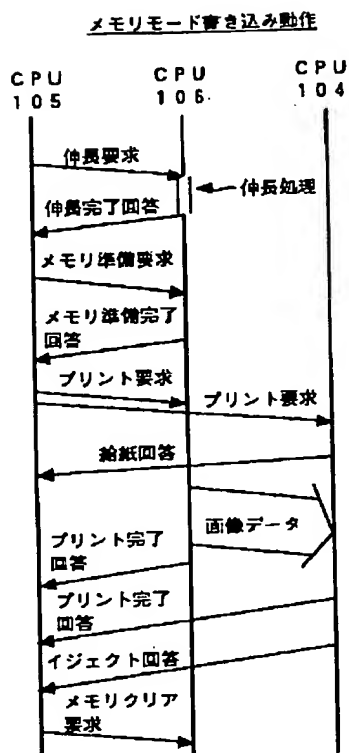 メモリモード書き込み動作
CPU
105
CPU
106
CPU
104
伸長要求
伸長処理
伸長完了回答
メモリ準備要求
メモリ準備完了
回答
プリント要求
プリント要求
給紙回答
画像データ
プリント完了
回答
プリント完了
回答
イジェクト回答
メモリクリア
要求